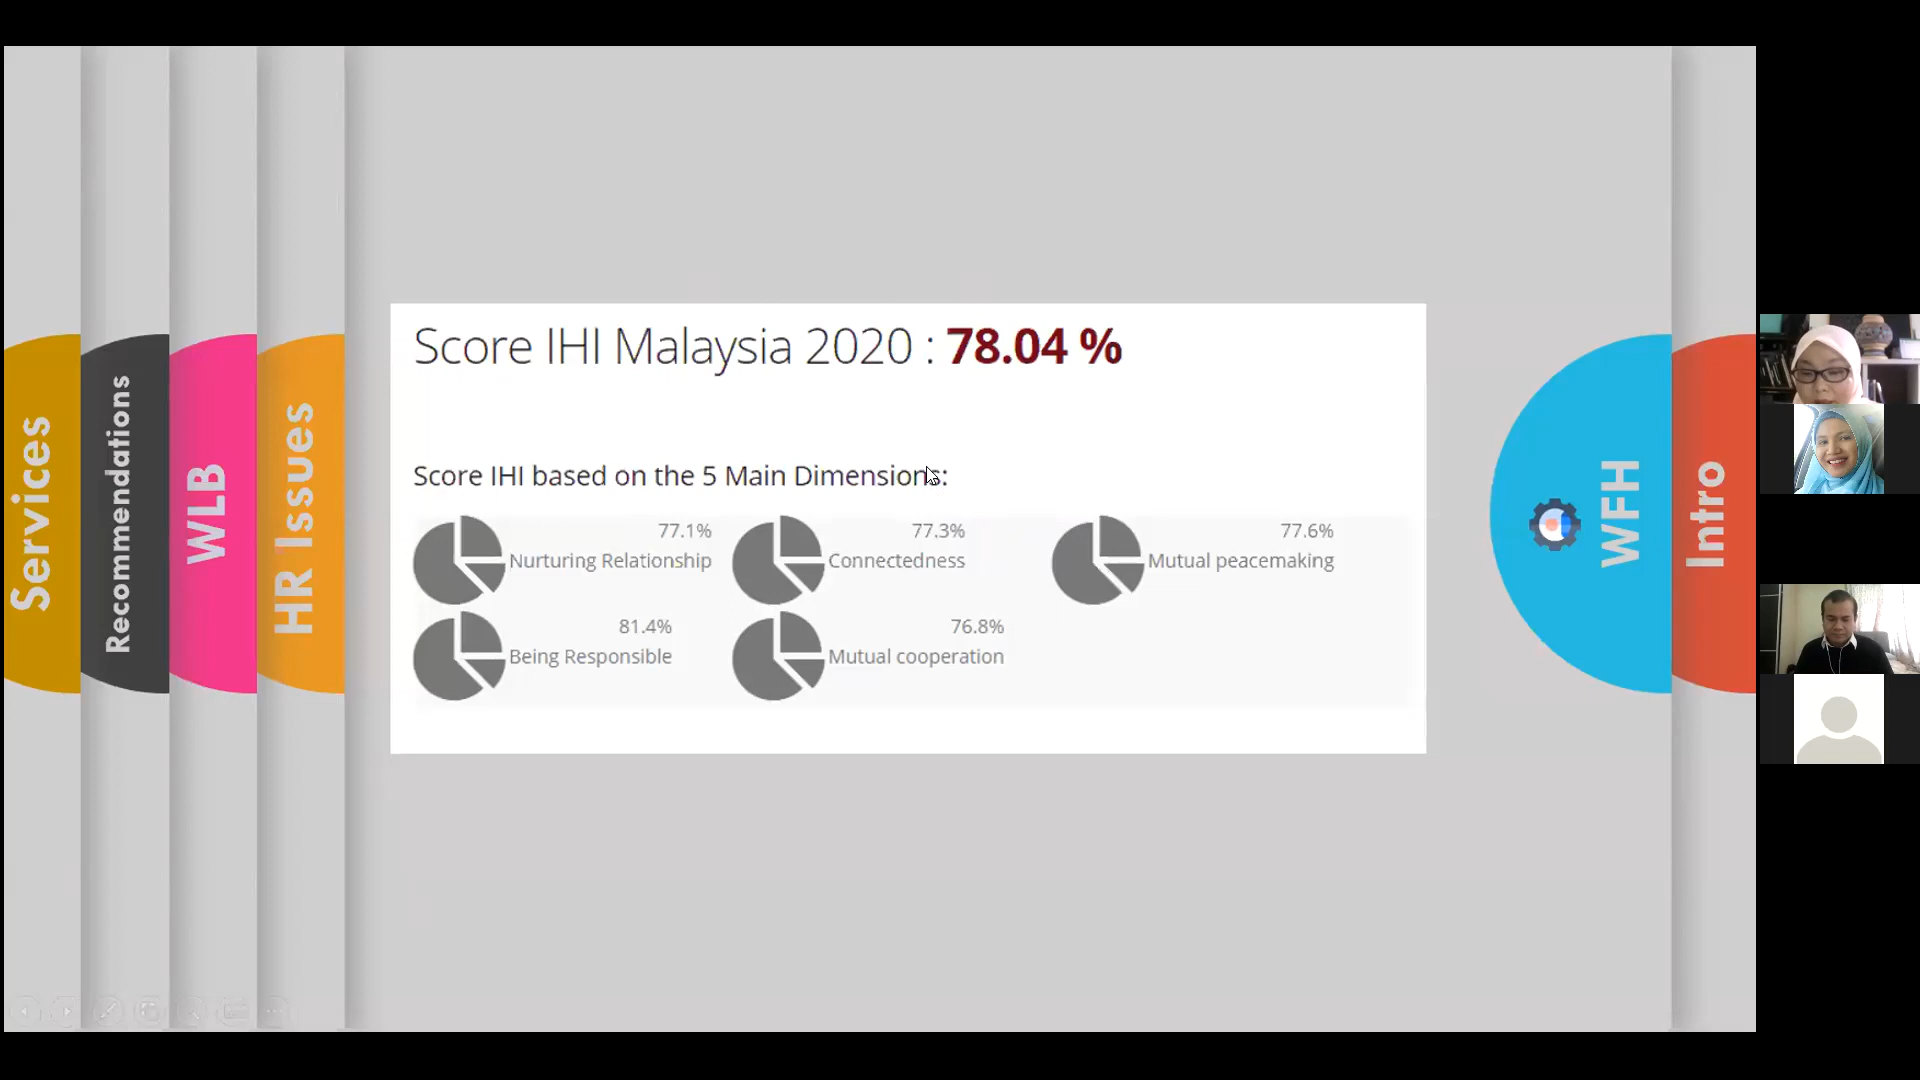 Services
Recommendations
WLB
HR Issues
Score IHI Malaysia 2020 : 78.04 %
Score IHI based on the 5 Main Dimensions:
77.1%
Nurturing Relationship
77.3%
Connectedness
77.6%
Mutual peacemaking
81.4%
Being Responsible
76.8%
Mutual cooperation
WFH
Intro